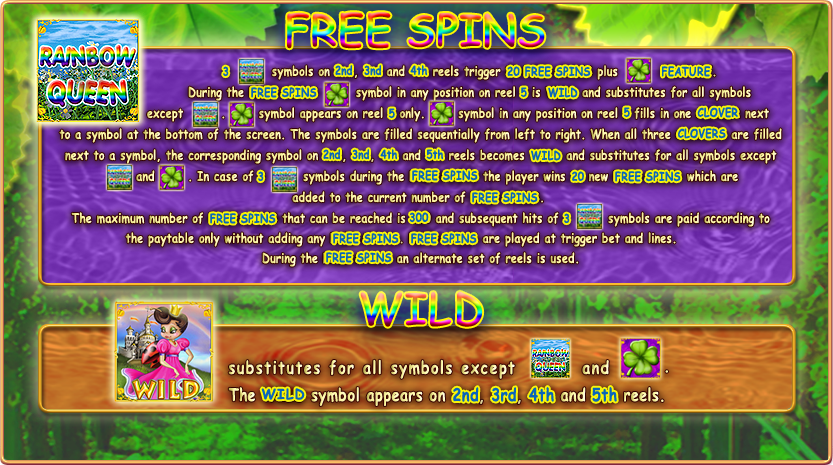 FREE SPINS
RAINBOW
QUEEN
3 symbols on 2nd, 3nd and 4th reels trigger 20 FREE SPINS plus FEATURE.
During the FREE SPINS symbol in any position on reel 5 is WILD and substitutes for all symbols
except . symbol appears on reel 5 only. symbol in any position on reel 5 fills in one CLOVER next
to a symbol at the bottom of the screen. The symbols are filled sequentially from left to right. When all three CLOVERS are filled
next to a symbol, the corresponding symbol on 2nd, 3nd, 4th and 5th reels becomes WILD and substitutes for all symbols except
and . In case of 3 symbols during the FREE SPINS the player wins 20 new FREE SPINS which are
added to the current number of FREE SPINS.
The maximum number of FREE SPINS that can be reached is 300 and subsequent hits of 3 symbols are paid according to
the paytable only without adding any FREE SPINS. FREE SPINS are played at trigger bet and lines.
During the FREE SPINS an alternate set of reels is used.
WILD
WILD
substitutes for all symbols except RAINBOW QUEEN and .
The WILD symbol appears on 2nd, 3rd, 4th and 5th reels.